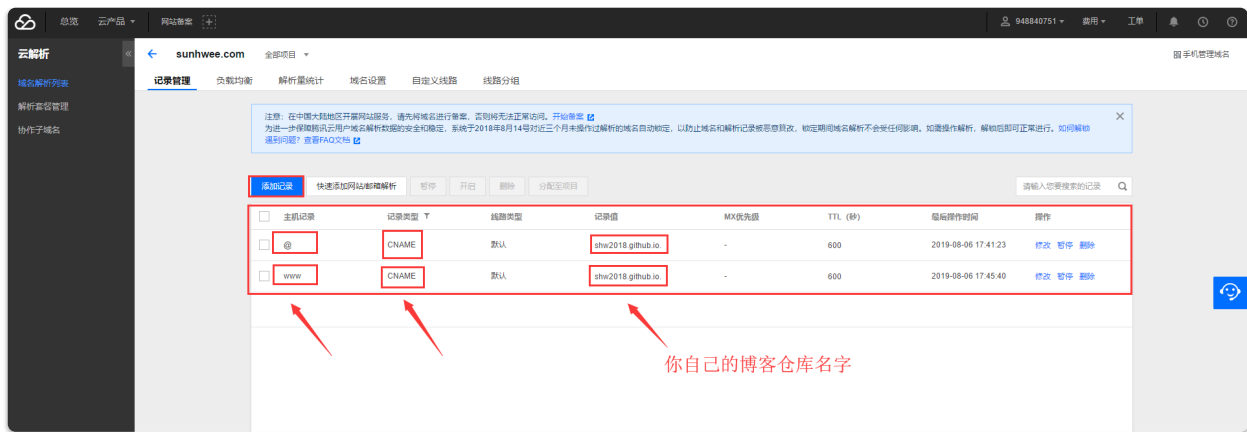 总览 云产品 网站备案 948840751 费用 工单
云解析 sunhwee.com 全部项目 手机管理域名
域名解析列表 记录管理 负载均衡 解析量统计 域名设置 自定义线路 线路分组
解析套餐管理
协作子域名
注意：在中国大陆地区开展网站服务，请先将域名进行备案，否则将无法正常访问。开始备案
为进一步保障腾讯云用户域名解析数据的安全和稳定，系统于2018年8月14号对近三个月未操作过解析的域名自动锁定，以防止域名和解析记录被恶意篡改，锁定期间域名解析不会受任何影响。如需操作解析，解锁后即可正常进行。如何解锁
遇到问题？查看FAQ文档
添加记录 快速添加网站/邮箱解析 暂停 开启 删除 分配至项目 请输入您要搜索的记录
主机记录 记录类型 线路类型 记录值 MX优先级 TTL (秒) 最后操作时间 操作
@ CNAME 默认 shw2018.github.io. - 600 2019-08-06 17:41:23 修改 暂停 删除
www CNAME 默认 shw2018.github.io. - 600 2019-08-06 17:45:40 修改 暂停 删除
你自己的博客仓库名字